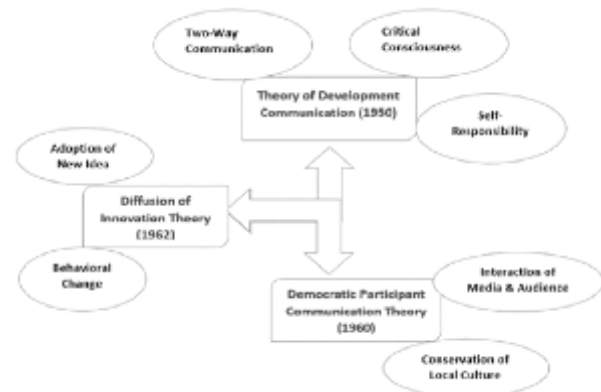 Two-Way
Communication
Critical
Consciousness
Theory of Development
Communication (1950)
Self-
Responsibility
Adoption of
New Idea
Diffusion of
Innovation Theory
(1962)
Behavioral
Change
Interaction of
Media & Audience
Democratic Participant
Communication Theory
(1960)
Conservation of
Local Culture